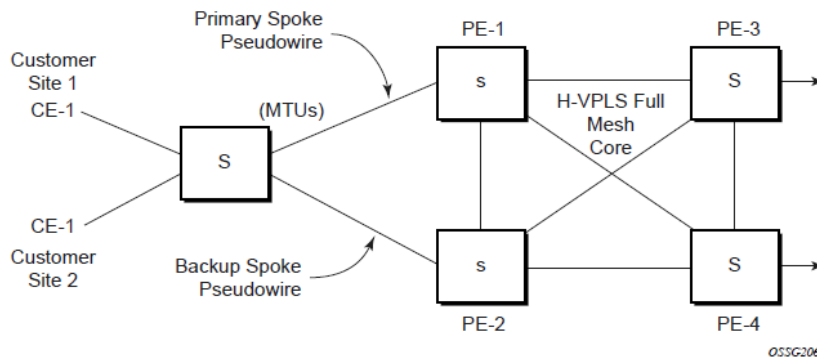 Primary Spoke
Pseudowire
PE-1
PE-3
Customer
Site 1
CE-1
(MTUs)
s
S
H-VPLS Full
Mesh
Core
S
CE-1
Customer
Site 2
Backup Spoke
Pseudowire
s
S
PE-2
PE-4
OSSG206